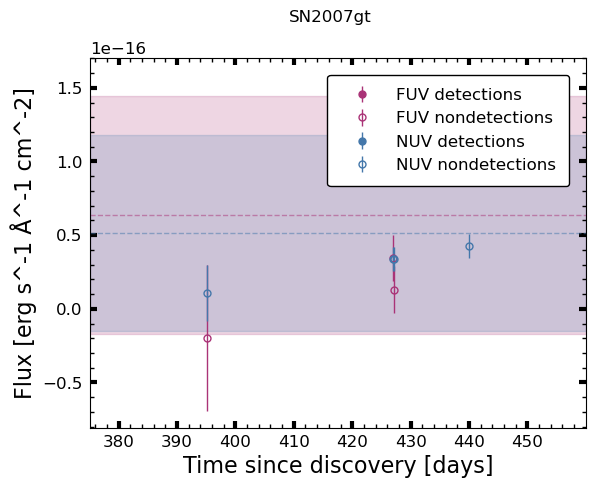 SN2007gt
1e−16
FUV detections
FUV nondetections
NUV detections
NUV nondetections
1.5
1.0
0.5
0.0
−0.5
Flux [erg s^-1 Å^-1 cm^-2]
380 390 400 410 420 430 440 450
Time since discovery [days]